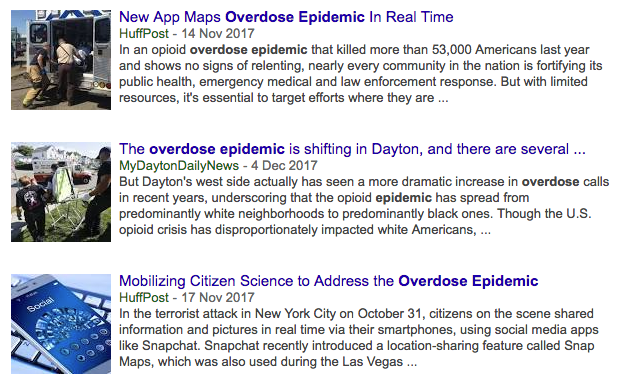 New App Maps Overdose Epidemic In Real Time
HuffPost - 14 Nov 2017
In an opioid overdose epidemic that killed more than 53,000 Americans last year
and shows no signs of relenting, nearly every community in the nation is fortifying its
public health, emergency medical and law enforcement response. But with limited
resources, it's essential to target efforts where they are ...
The overdose epidemic is shifting in Dayton, and there are several ...
MyDaytonDailyNews - 4 Dec 2017
But Dayton's west side actually has seen a more dramatic increase in overdose calls
in recent years, underscoring that the opioid epidemic has spread from
predominantly white neighborhoods to predominantly black ones. Though the U.S.
opioid crisis has disproportionately impacted white Americans, ...
Mobilizing Citizen Science to Address the Overdose Epidemic
HuffPost - 17 Nov 2017
Social
In the terrorist attack in New York City on October 31, citizens on the scene shared
information and pictures in real time via their smartphones, using social media apps
like Snapchat. Snapchat recently introduced a location-sharing feature called Snap
Maps, which was also used during the Las Vegas ...